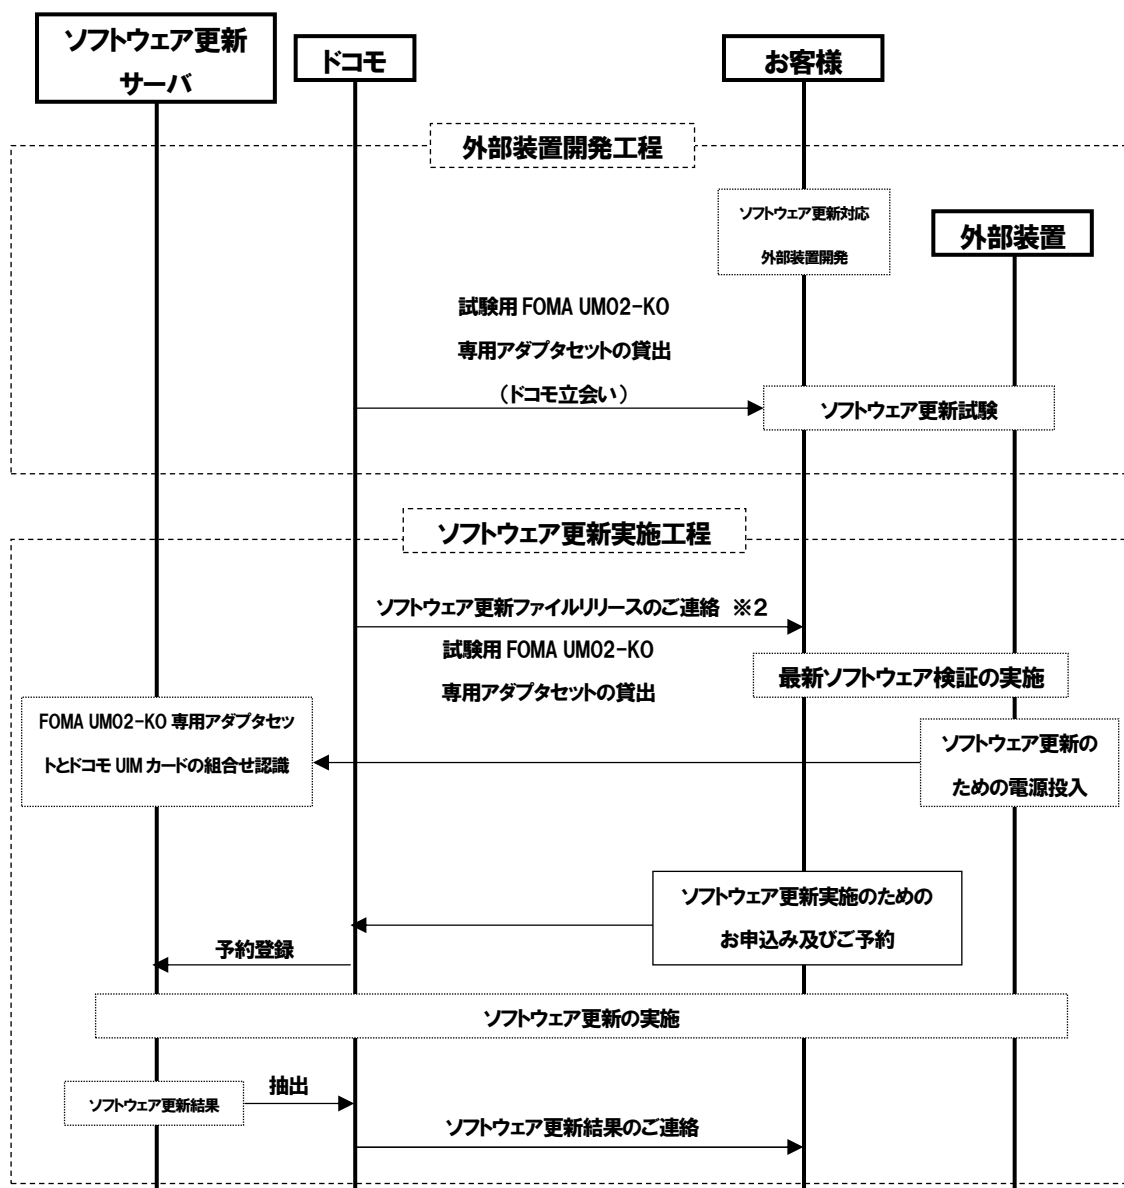 ソフトウェア更新
サーバ
ドコモ
お客様
外部装置開発工程
ソフトウェア更新対応
外部装置開発
外部装置
試験用 FOMA UM02-KO
専用アダプタセットの貸出
（ドコモ立会い）
ソフトウェア更新試験
ソフトウェア更新実施工程
ソフトウェア更新ファイルリリースのご連絡 ※2
試験用 FOMA UM02-KO
専用アダプタセットの貸出
最新ソフトウェア検証の実施
FOMA UM02-KO 専用アダプタセッ
トとドコモ UIM カードの組合せ認識
ソフトウェア更新の
ための電源投入
ソフトウェア更新実施のための
お申込み及びご予約
予約登録
ソフトウェア更新の実施
ソフトウェア更新結果
抽出
ソフトウェア更新結果のご連絡